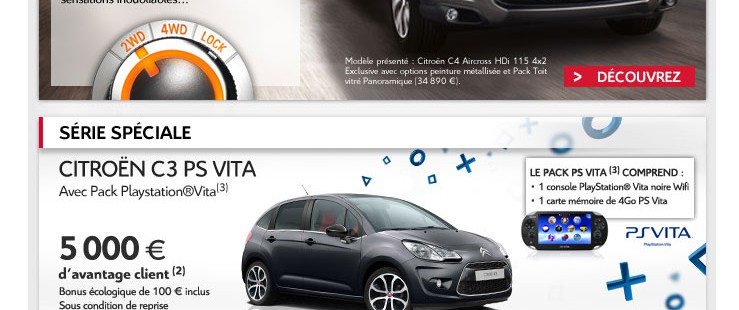 sensations inoubliables...
2WD 4WD LOCK
Modèle présenté : Citroën C4 Aircross HDi 115 4x2
Exclusive avec options peinture métallisée et Pack Toit
vitré Panoramique (34 890 €).
> DÉCOUVREZ
SÉRIE SPÉCIALE
CITROËN C3 PS VITA
Avec Pack Playstation®Vita(3)
5 000 €
d'avantage client (2)
Bonus écologique de 100 € inclus
Sous condition de reprise
LE PACK PS VITA (3) COMPREND :
• 1 console PlayStation® Vita noire Wifi
• 1 carte mémoire de 4Go PS Vita
PSVITA
PlayStation Vita